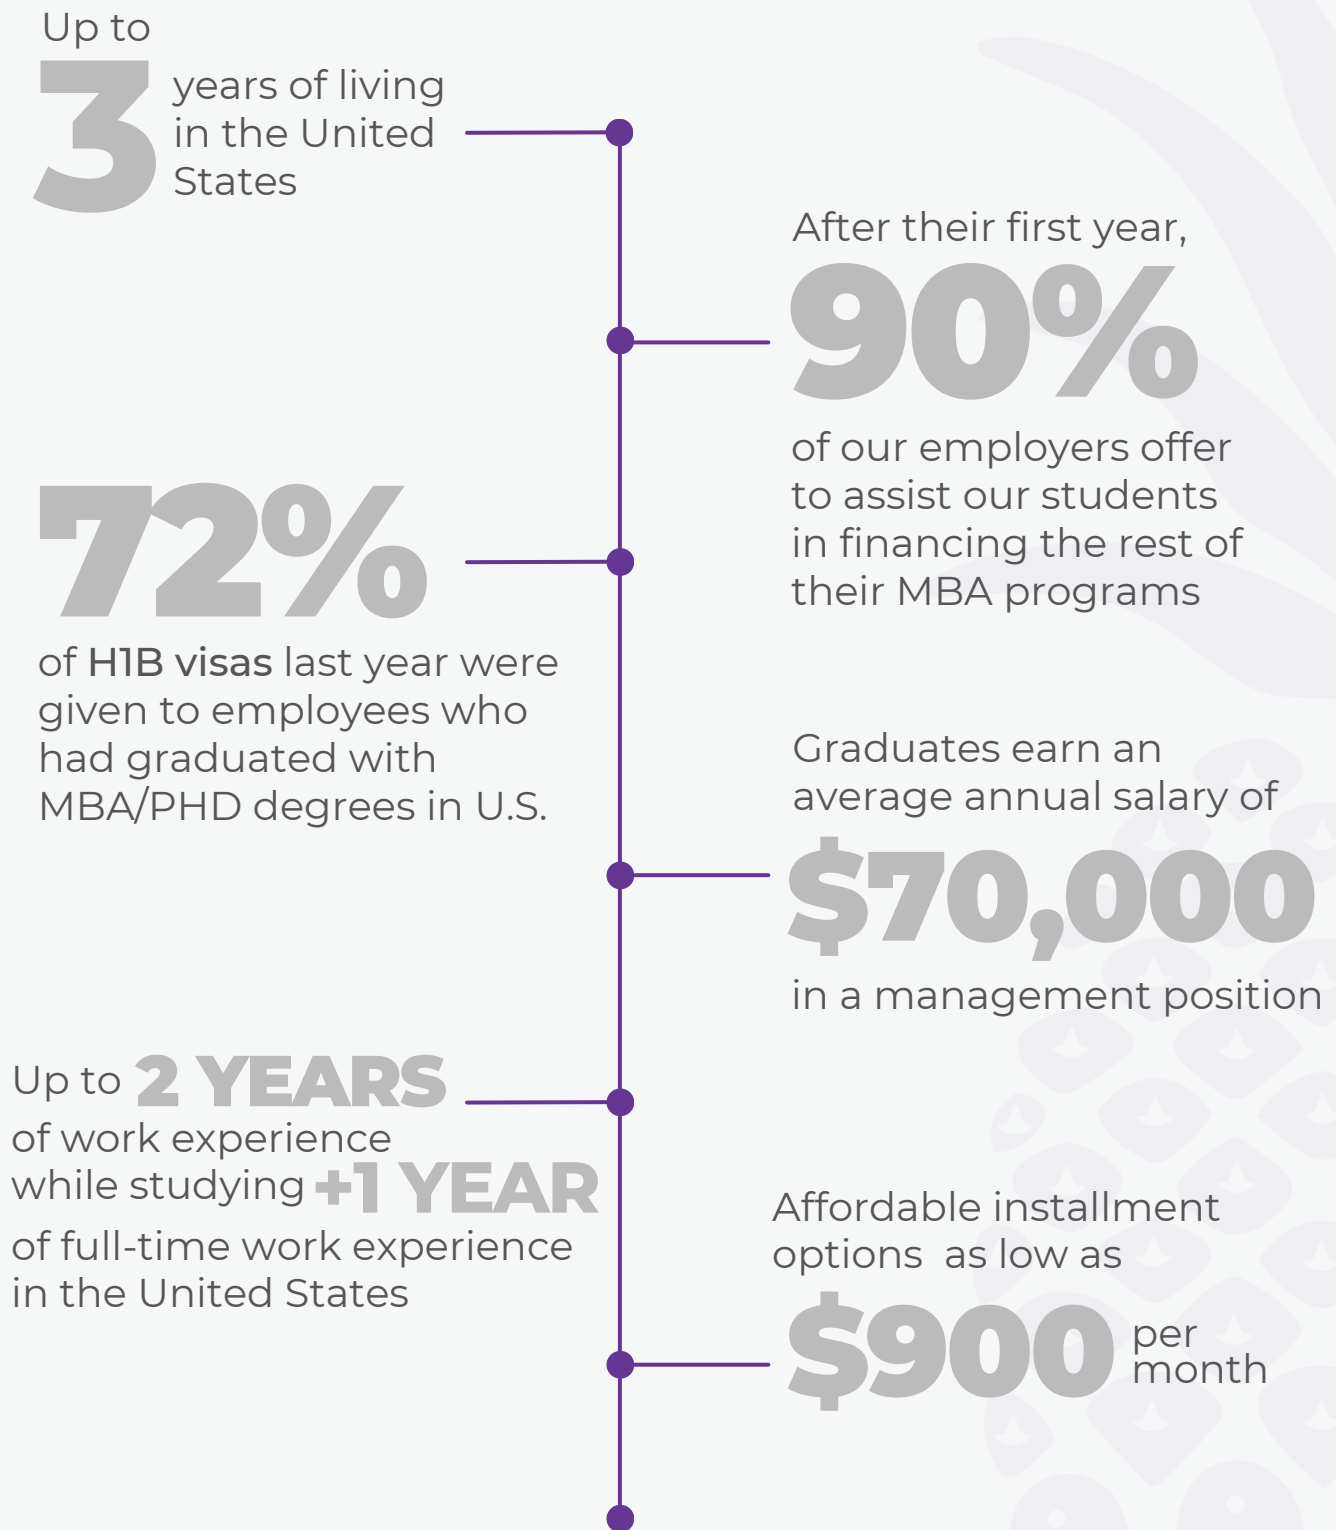 Up to
3
years of living
in the United
States
After their first year,
90%
of our employers offer
to assist our students
in financing the rest of
their MBA programs
72%
of H1B visas last year were
given to employees who
had graduated with
MBA/PHD degrees in U.S.
Graduates earn an
average annual salary of
$70,000
in a management position
Up to 2 YEARS
of work experience
while studying +1 YEAR
of full-time work experience
in the United States
Affordable installment
options as low as
$900 per
month